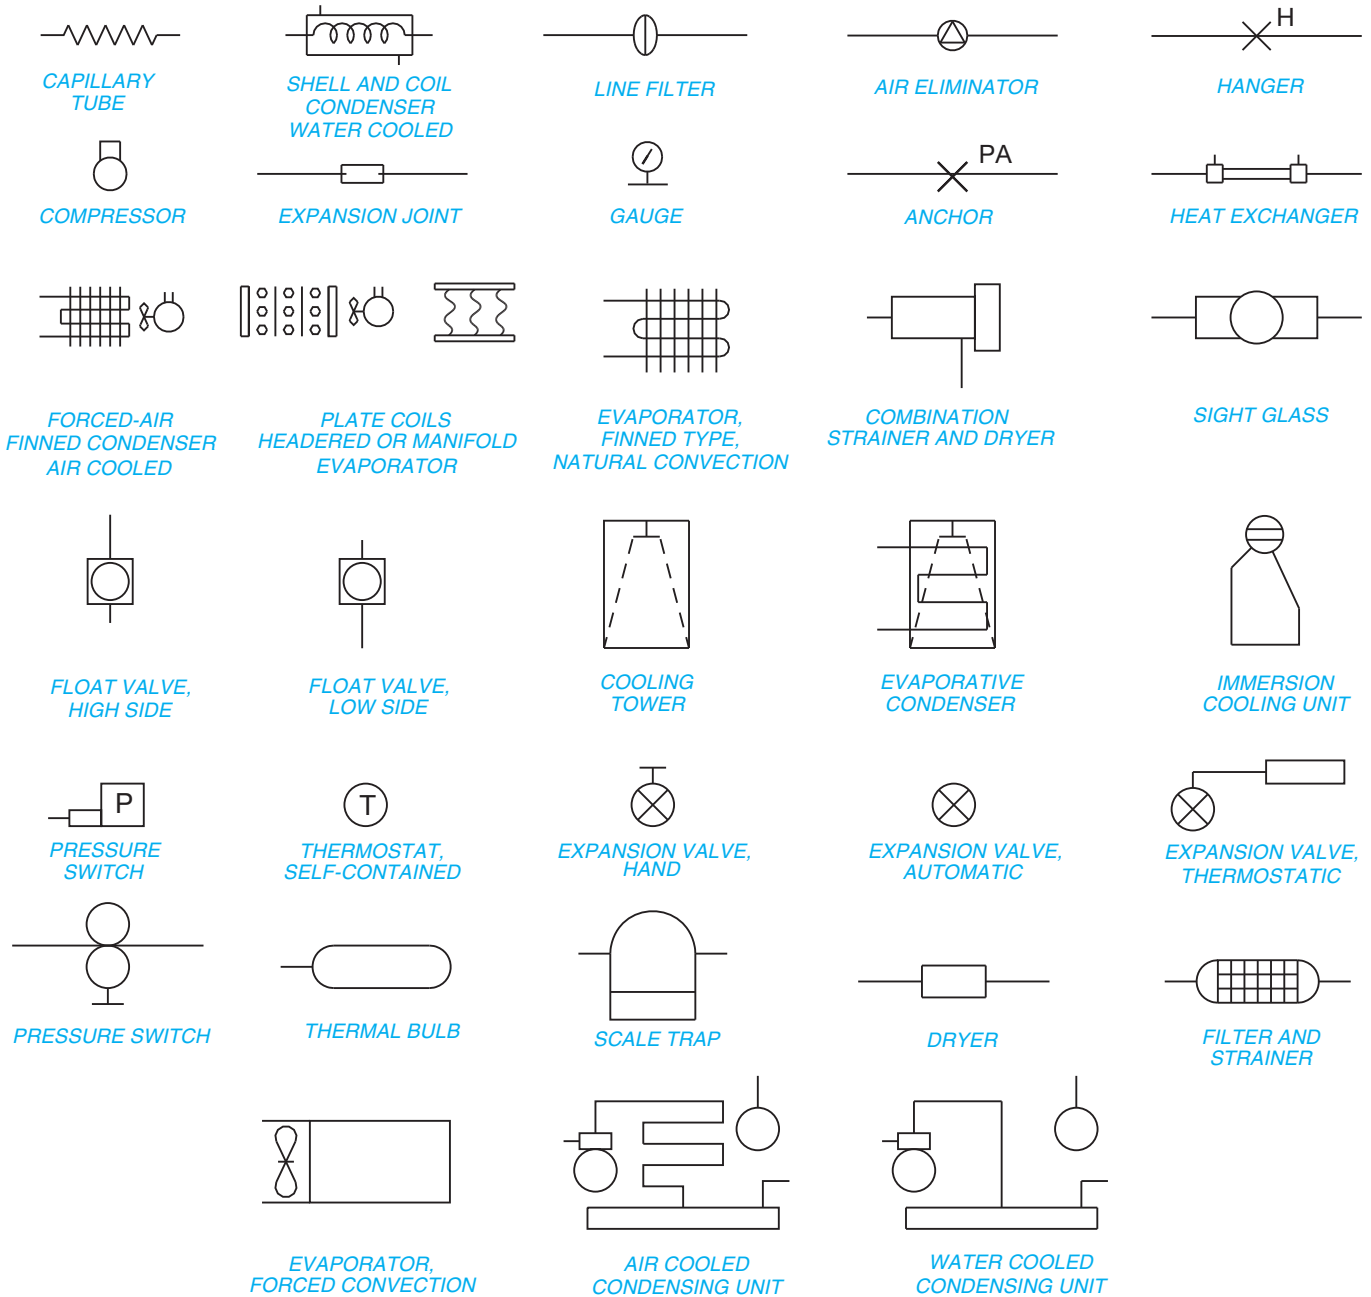 CAPILLARY
TUBE
SHELL AND COIL
CONDENSER
WATER COOLED
LINE FILTER
AIR ELIMINATOR
H
HANGER
COMPRESSOR
EXPANSION JOINT
GAUGE
PA
ANCHOR
HEAT EXCHANGER
FORCED-AIR
FINNED CONDENSER
AIR COOLED
PLATE COILS
HEADERED OR MANIFOLD
EVAPORATOR
EVAPORATOR,
FINNED TYPE,
NATURAL CONVECTION
COMBINATION
STRAINER AND DRYER
SIGHT GLASS
FLOAT VALVE,
HIGH SIDE
FLOAT VALVE,
LOW SIDE
COOLING
TOWER
EVAPORATIVE
CONDENSER
IMMERSION
COOLING UNIT
P
PRESSURE
SWITCH
T
THERMOSTAT,
SELF-CONTAINED
EXPANSION VALVE,
HAND
EXPANSION VALVE,
AUTOMATIC
EXPANSION VALVE,
THERMOSTATIC
PRESSURE SWITCH
THERMAL BULB
SCALE TRAP
DRYER
FILTER AND
STRAINER
EVAPORATOR,
FORCED CONVECTION
AIR COOLED
CONDENSING UNIT
WATER COOLED
CONDENSING UNIT